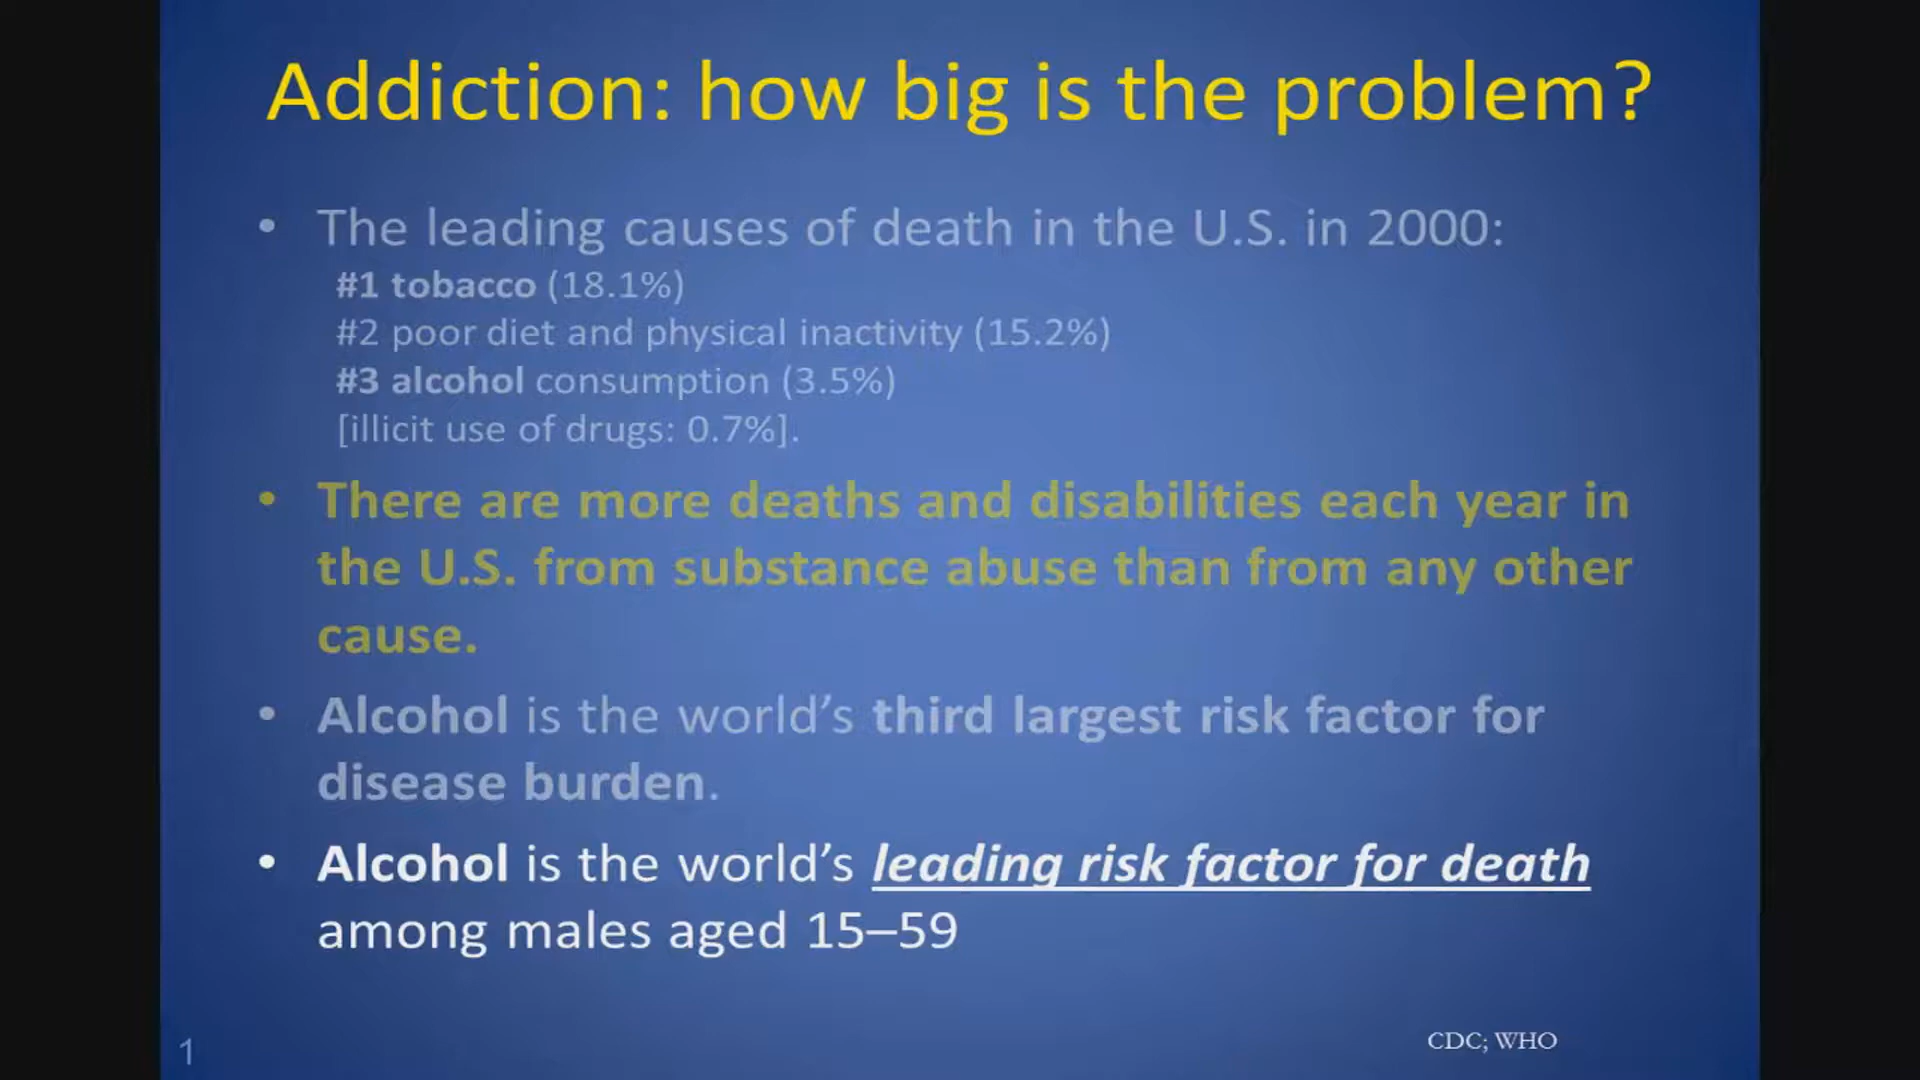 Addiction: how big is the problem?
• The leading causes of death in the U.S. in 2000:
#1 tobacco (18.1%)
#2 poor diet and physical inactivity (15.2%)
#3 alcohol consumption (3.5%)
[illicit use of drugs: 0.7%].
• There are more deaths and disabilities each year in
the U.S. from substance abuse than from any other
cause.
• Alcohol is the world’s third largest risk factor for
disease burden.
• Alcohol is the world’s leading risk factor for death
among males aged 15–59
CDC; WHO
1